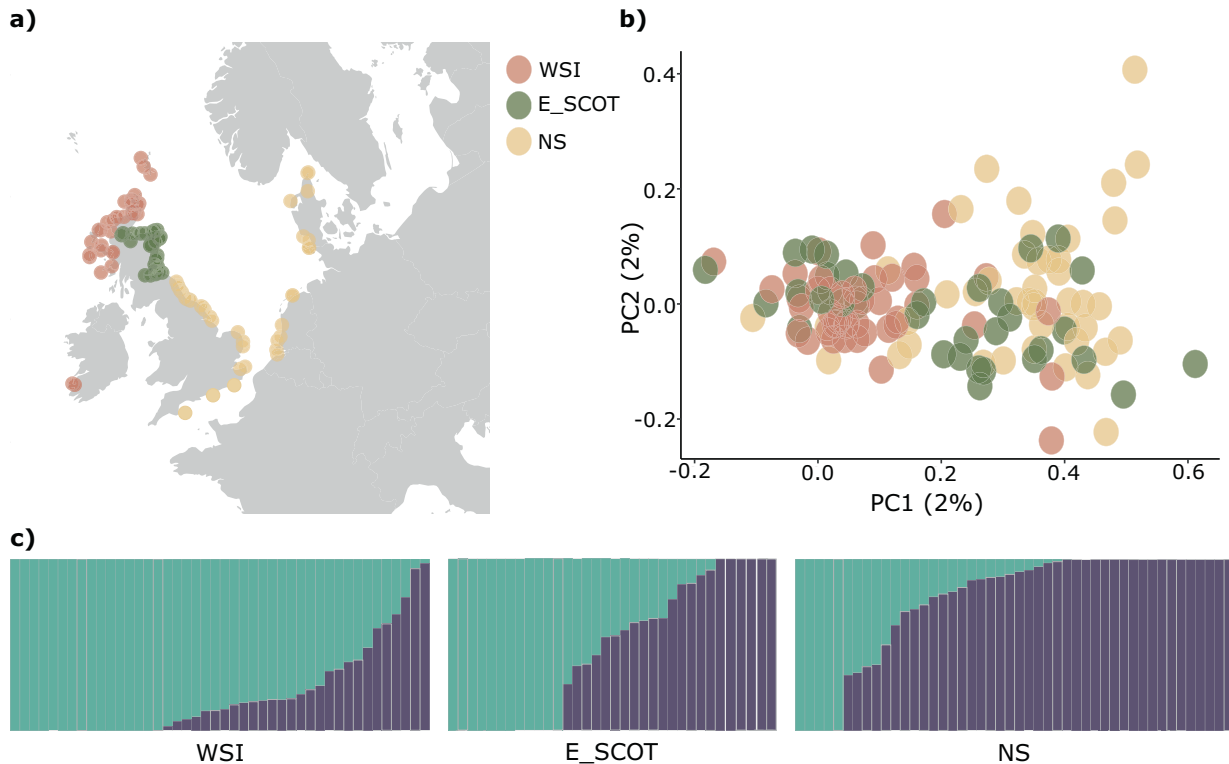 a)
WSI
E_SCOT
NS
b)
0.4
0.2
0.0
-0.2
PC2 (2%)
-0.2
0.0
0.2
0.4
0.6
PC1 (2%)
c)
WSI
E_SCOT
NS